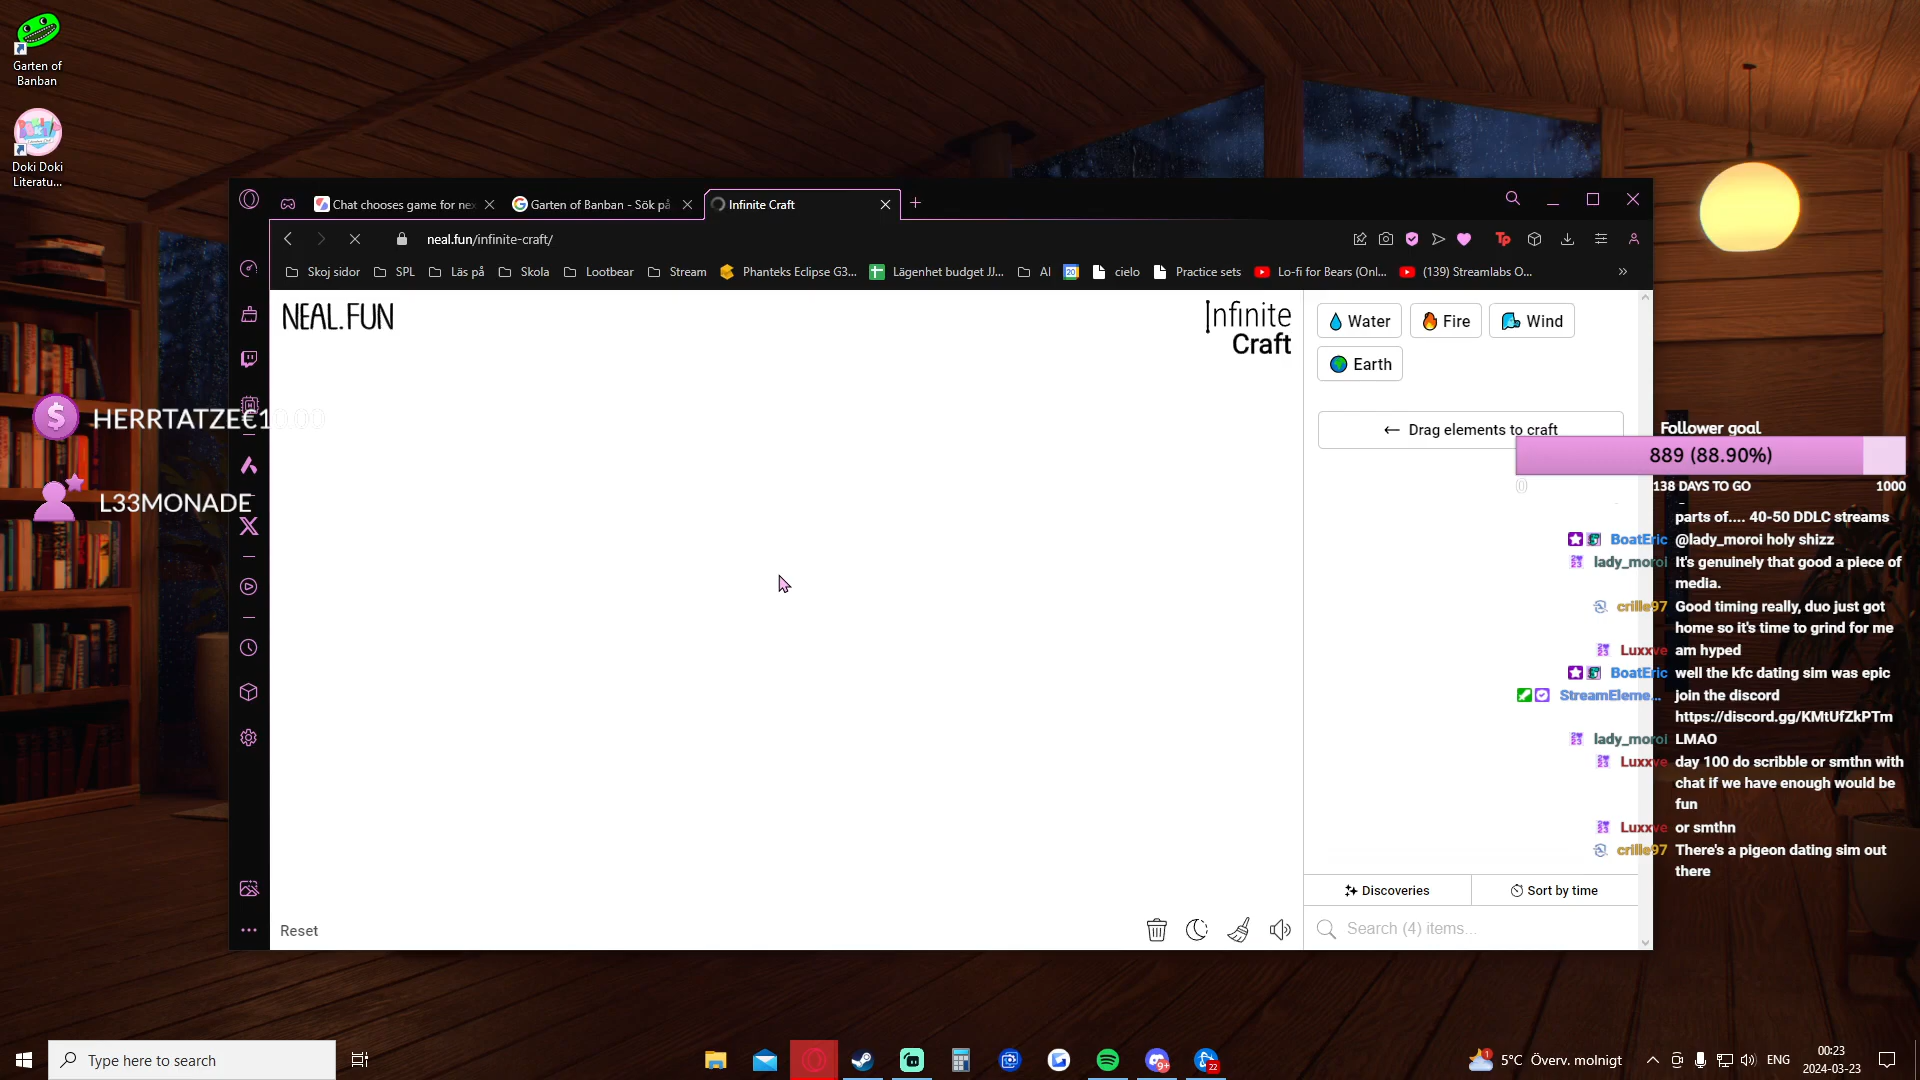 Garten of
Banban
Doki Doki
Literatu...
Chat chooses game for nex
Garten of Banban - Sök på
Infinite Craft
neal.fun/infinite-craft/
Tp
Skoj sidor
SPL
Läs på
Skola
Lootbear
Stream
Phanteks Eclipse G3...
Lägenhet budget JJ...
AI
20
cielo
Practice sets
Lo-fi for Bears (Onl...
(139) Streamlabs O...
»
NEAL.FUN
Infinite
Craft
Water
Fire
Wind
Earth
← Drag elements to craft
HERRTATZE€10.00
L33MONADE
Follower goal
889 (88.90%)
0
138 DAYS TO GO
1000
parts of.... 40-50 DDLC streams
BoatEric @lady_moroi holy shizz
lady_moroi It's genuinely that good a piece of
media.
crille97 Good timing really, duo just got
home so it's time to grind for me
Luxxve am hyped
BoatEric well the kfc dating sim was epic
StreamEleme... join the discord
https://discord.gg/KMtUfZkPTm
lady_moroi LMAO
Luxxve day 100 do scribble or smthn with
chat if we have enough would be
fun
Luxxve or smthn
crille97 There's a pigeon dating sim out
there
Discoveries
Sort by time
Reset
Search (4) items...
Type here to search
9+
22
1
5°C Överv. molnigt
ENG
00:23
2024-03-23